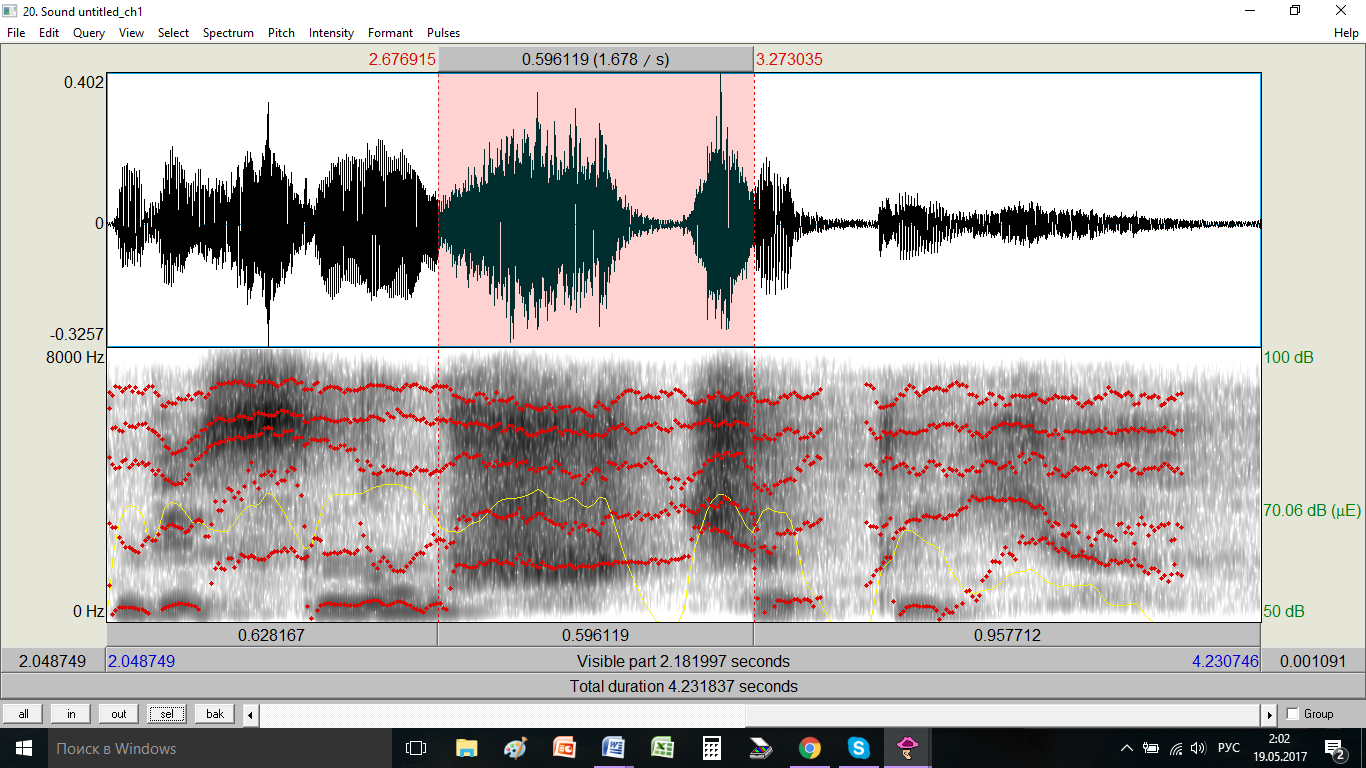 20. Sound untitled_ch1
File Edit Query View Select Spectrum Pitch Intensity Formant Pulses Help
2.676915 0.596119 (1.678 / s) 3.273035
0.402
0
-0.3257
8000 Hz 100 dB
70.06 dB (µE)
0 Hz 50 dB
0.628167 0.596119 0.957712
2.048749 2.048749 Visible part 2.181997 seconds 4.230746 0.001091
Total duration 4.231837 seconds
all in out sel bak Group
Поиск в Windows РУС 2:02
19.05.2017 2